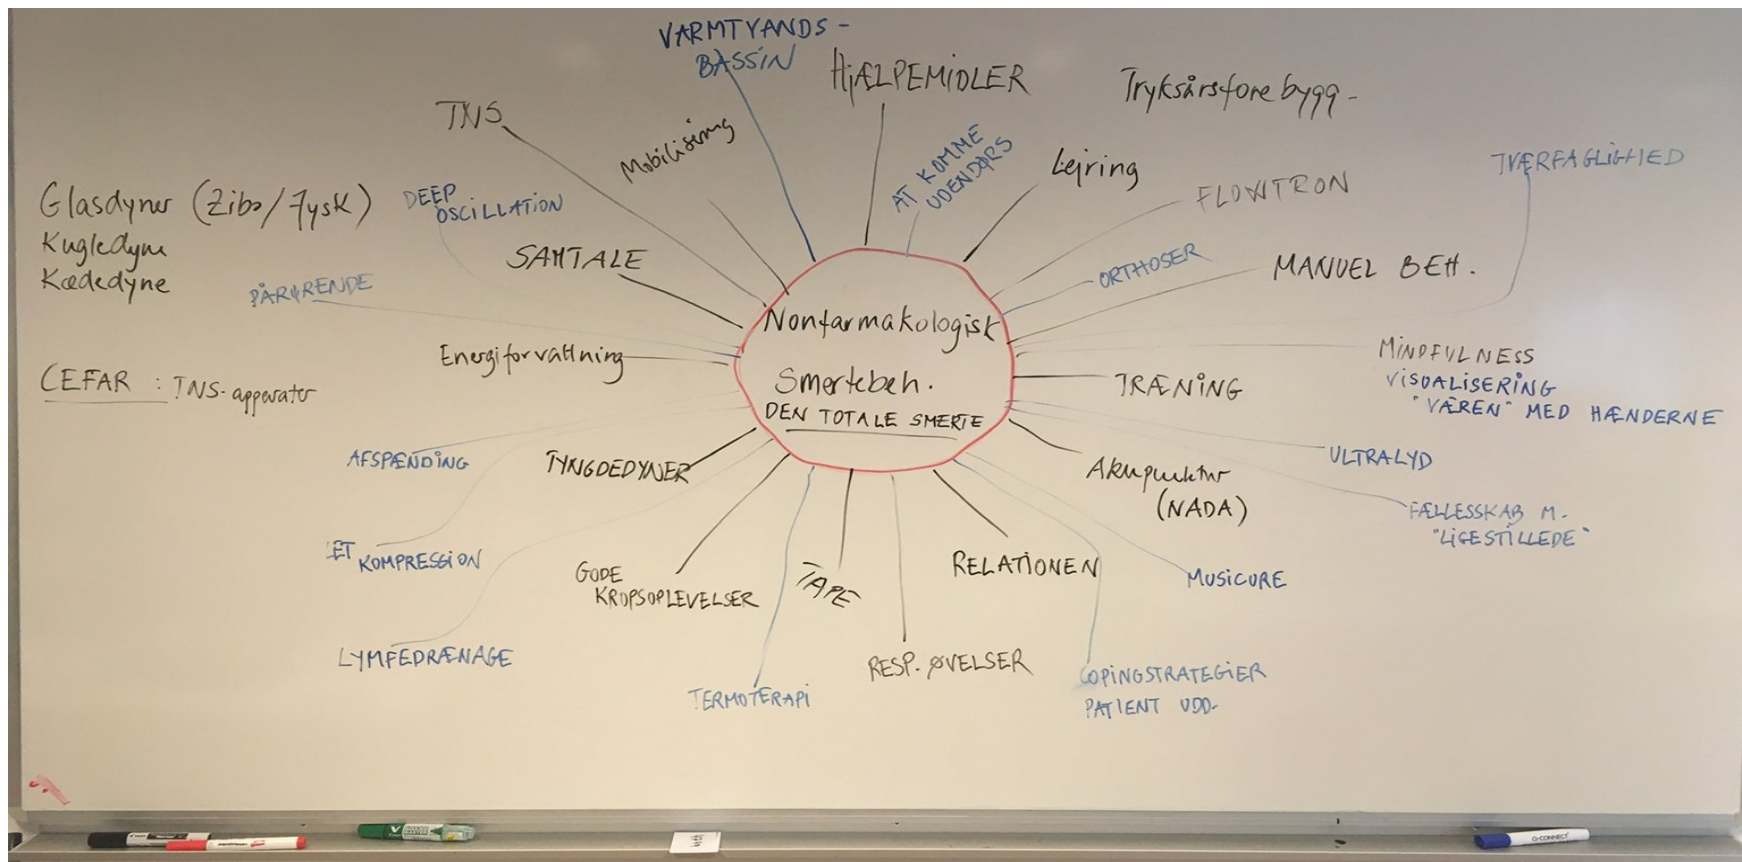 VARMTVANDS-
BASSIN
HJÆLPEMIDLER
Tryksårsforebygg-
TNS
Mobilisering
AT KOMME
UDENDØRS
Lejring
TVÆRFAGLIGHED
Glasdyner (Zibo/Fysk)
Kugledyne
Kædedyne
DEEP
OSCILLATION
FLOWTRON
SAMTALE
ORTHOSER
MANUEL BEH.
PÅRØRENDE
Nonfarmakologisk
Smertebeh.
DEN TOTALE SMERTE
Energiforvaltning
MINDFULNESS
VISUALISERING
"VÆREN" MED HÆNDERNE
CEFAR : TNS-apparater
TRÆNING
AFSPÆNDING
TYNGDEDYNER
Akupunktur
(NADA)
ULTRALYD
FÆLLESSKAB M.
"LIGESTILLEDE"
LET
KOMPRESSION
GODE
KROPSOPLEVELSER
TAPE
RELATIONEN
MUSICURE
LYMFEDRÆNAGE
TERMOTERAPI
RESP. ØVELSER
COPINGSTRATEGIER
PATIENT UDD.
Q-CONNECT